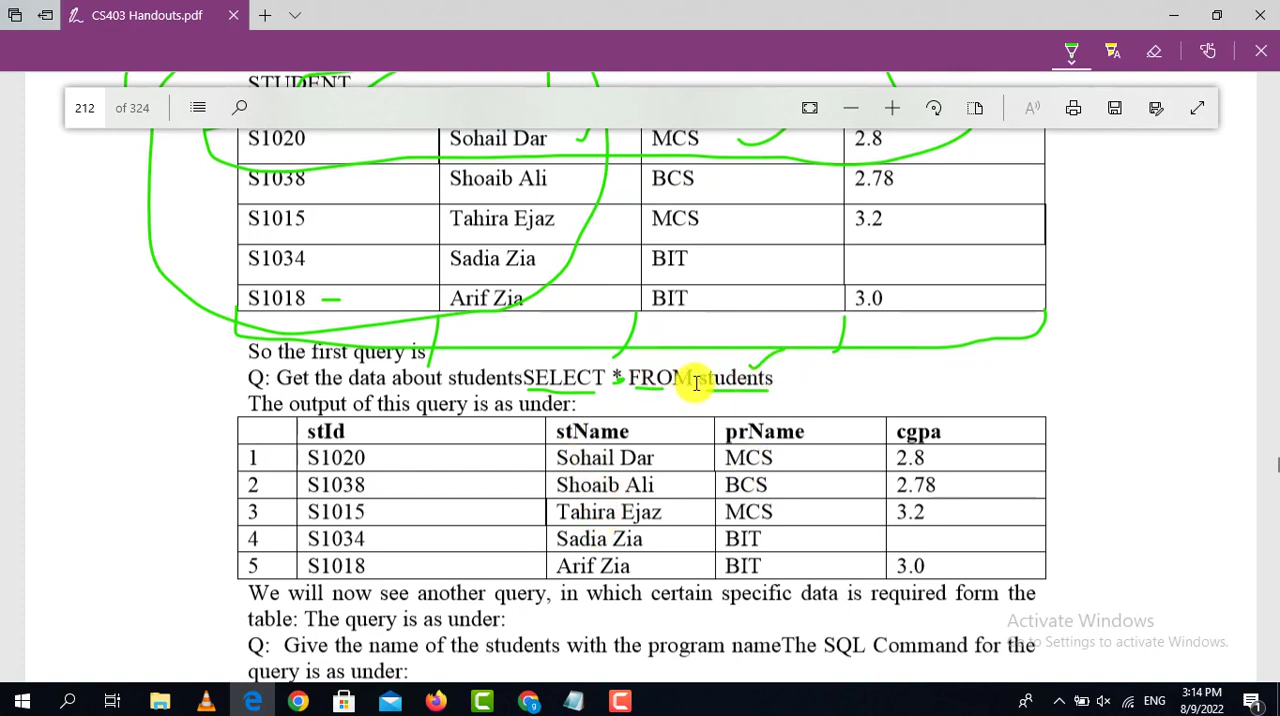 CS403 Handouts.pdf
STUDENT
212 of 324
S1020 Sohail Dar MCS 2.8
S1038 Shoaib Ali BCS 2.78
S1015 Tahira Ejaz MCS 3.2
S1034 Sadia Zia BIT
S1018 Arif Zia BIT 3.0
So the first query is
Q: Get the data about studentsSELECT * FROM students
The output of this query is as under:
stId stName prName cgpa
1 S1020 Sohail Dar MCS 2.8
2 S1038 Shoaib Ali BCS 2.78
3 S1015 Tahira Ejaz MCS 3.2
4 S1034 Sadia Zia BIT
5 S1018 Arif Zia BIT 3.0
We will now see another query, in which certain specific data is required form the
table: The query is as under:
Q: Give the name of the students with the program nameThe SQL Command for the
query is as under:
Activate Windows
Go to Settings to activate Windows.
ENG
3:14 PM
8/9/2022